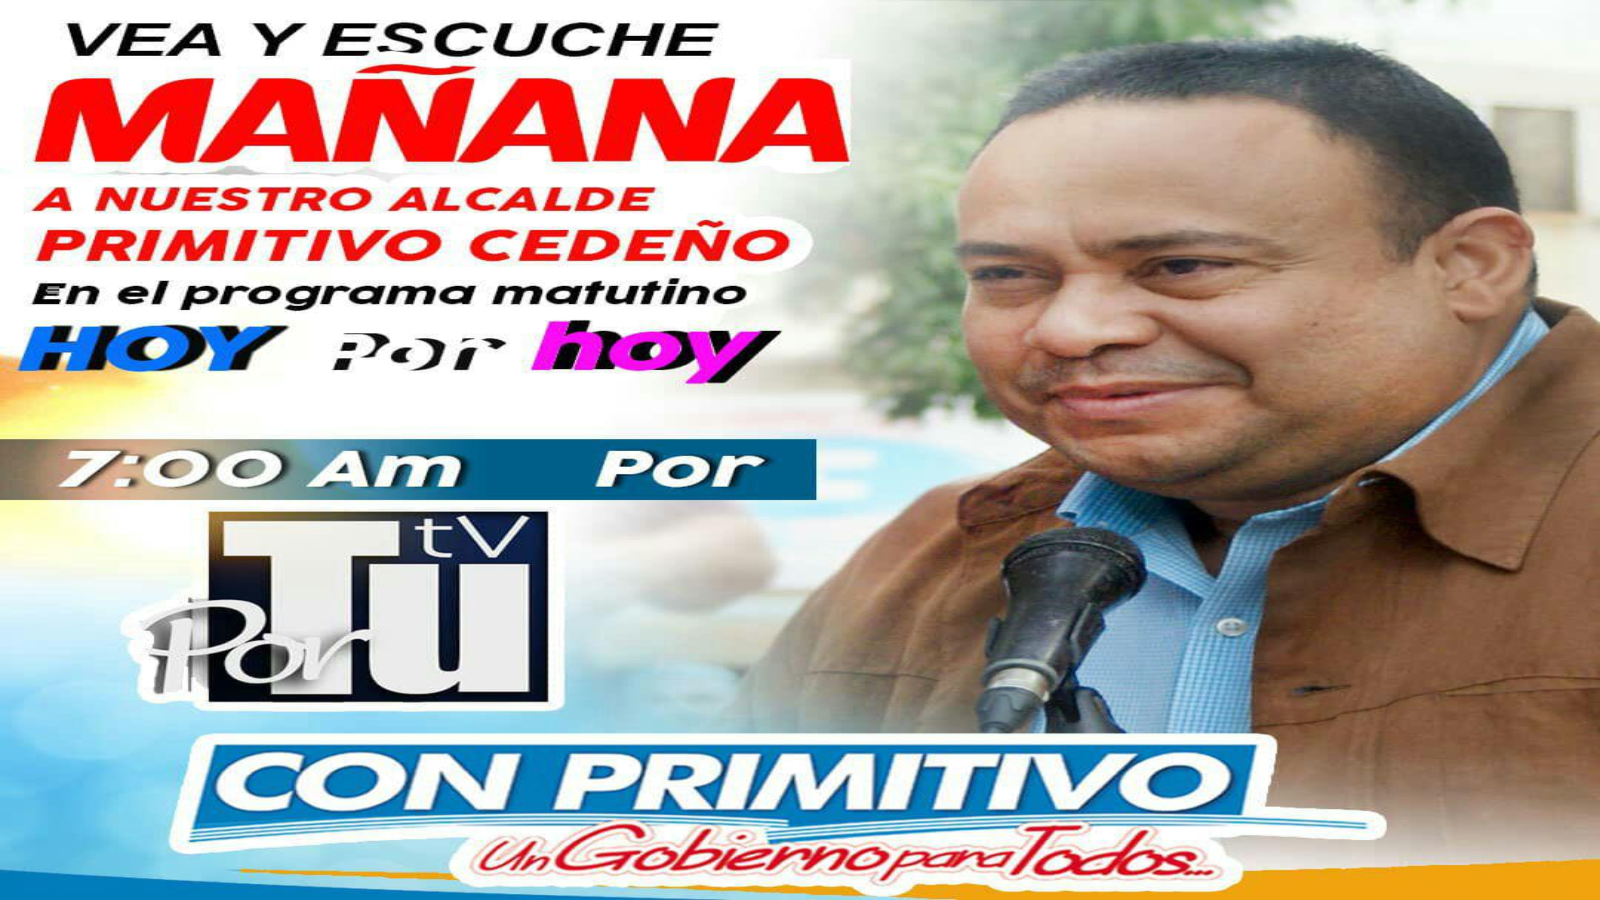 VEA Y ESCUCHE
MAÑANA
A NUESTRO ALCALDE
PRIMITIVO CEDEÑO
En el programa matutino
HOY Por hoy
7:00 Am Por
Por Tu tV
CON PRIMITIVO
Un Gobierno para Todos...